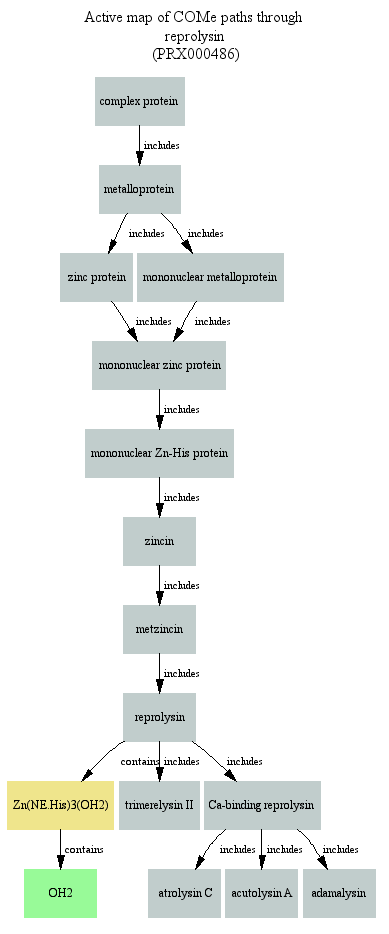 Active map of COMe paths through
reprolysin
(PRX000486)
complex protein
includes
metalloprotein
includes includes
zinc protein mononuclear metalloprotein
includes includes
mononuclear zinc protein
includes
mononuclear Zn-His protein
includes
zincin
includes
metzincin
includes
reprolysin
contains includes includes
Zn(NE.His)3(OH2) trimerelysin II Ca-binding reprolysin
contains includes includes includes
OH2 atrolysin C acutolysin A adamalysin